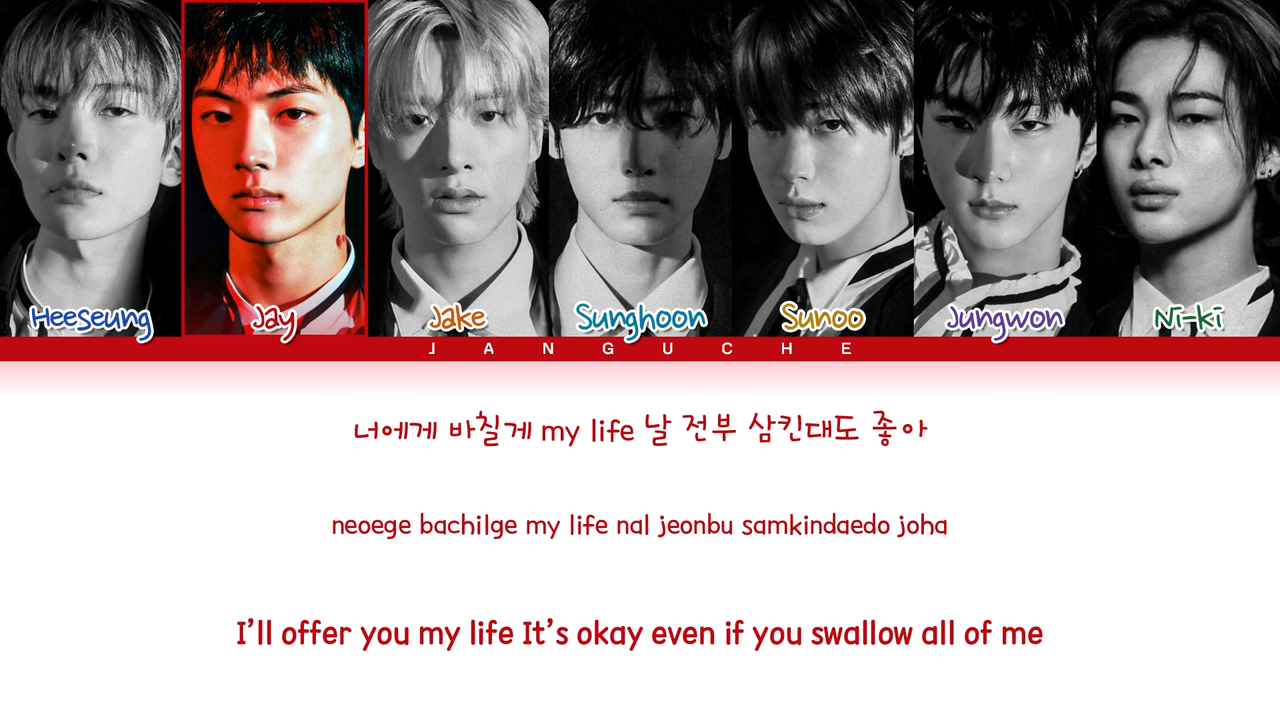 Heeseung Jay Jake Sunghoon Sunoo Jungwon Ni-ki
JANGUCHE
너에게 바칠게 my life 날 전부 삼킨대도 좋아
neoege bachilge my life nal jeonbu samkindaedo joha
I'll offer you my life It's okay even if you swallow all of me